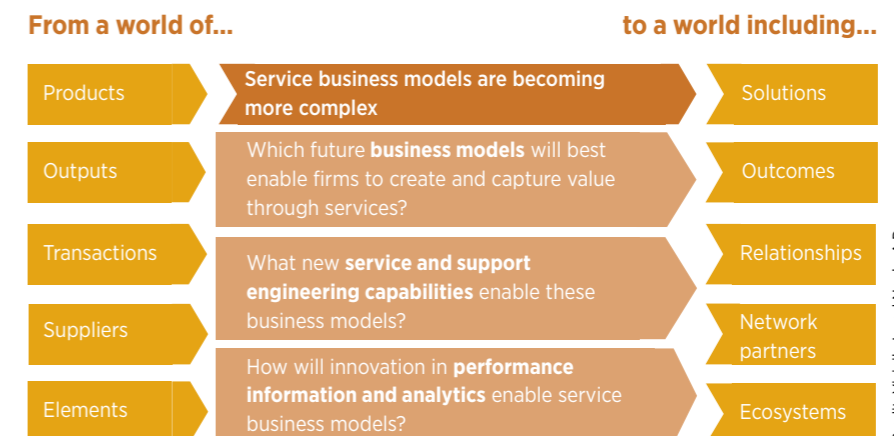 From a world of...
to a world including...
Products
Service business models are becoming
more complex
Solutions
Outputs
Which future business models will best
enable firms to create and capture value
through services?
Outcomes
Transactions
What new service and support
engineering capabilities enable these
business models?
Relationships
Suppliers
Network
partners
Elements
How will innovation in performance
information and analytics enable service
business models?
Ecosystems